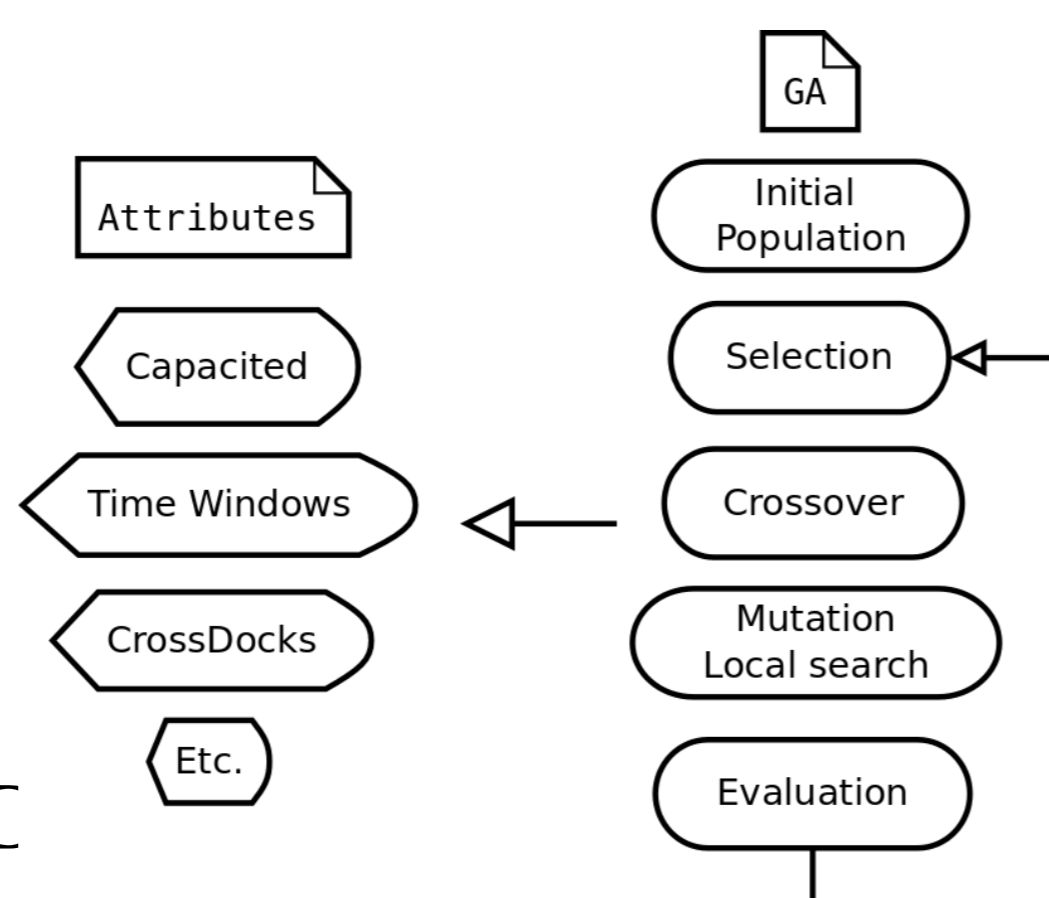 GA
Attributes
Initial
Population
Capacited
Selection
Time Windows
Crossover
CrossDocks
Mutation
Local search
Etc.
Evaluation